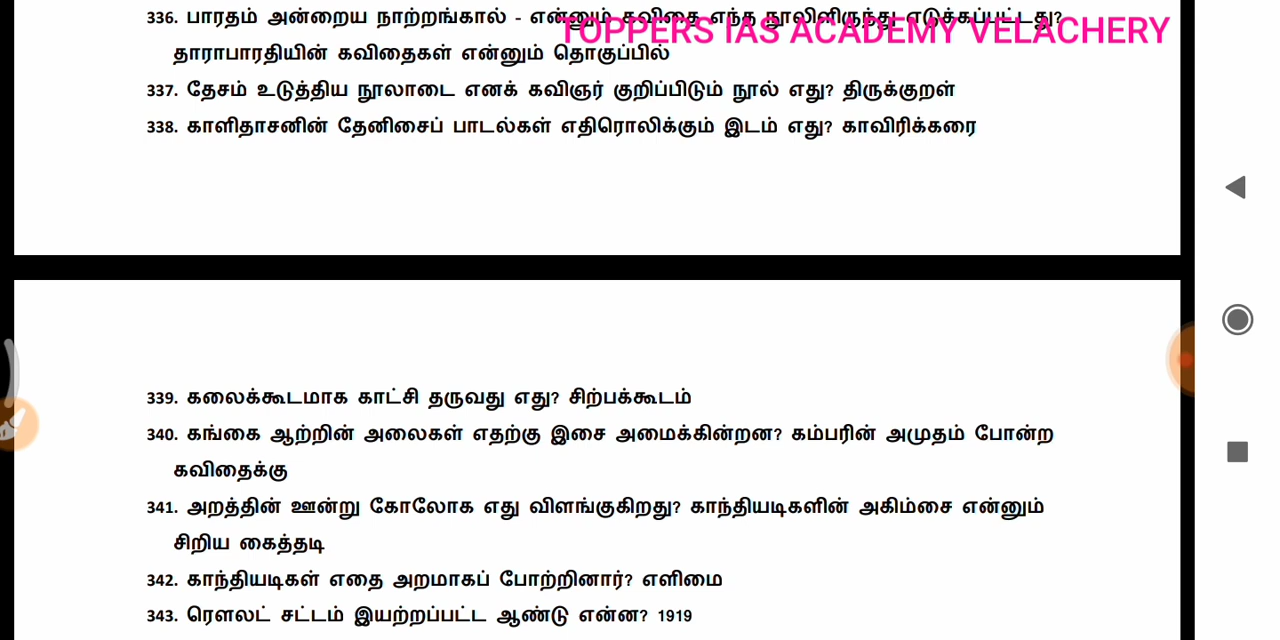 336. பாரதம் அன்றைய நாற்றங்கால் - என்னும் கவிதை எந்த நூலிலிருந்து எடுக்கப்பட்டது?
TOPPERS IAS ACADEMY VELACHERY
தாராபாரதியின் கவிதைகள் என்னும் தொகுப்பில்
337. தேசம் உடுத்திய நூலாடை எனக் கவிஞர் குறிப்பிடும் நூல் எது? திருக்குறள்
338. காளிதாசனின் தேனிசைப் பாடல்கள் எதிரொலிக்கும் இடம் எது? காவிரிக்கரை
339. கலைக்கூடமாக காட்சி தருவது எது? சிற்பக்கூடம்
340. கங்கை ஆற்றின் அலைகள் எதற்கு இசை அமைக்கின்றன? கம்பரின் அமுதம் போன்ற
கவிதைக்கு
341. அறத்தின் ஊன்று கோலோக எது விளங்குகிறது? காந்தியடிகளின் அகிம்சை என்னும்
சிறிய கைத்தடி
342. காந்தியடிகள் எதை அறமாகப் போற்றினார்? எளிமை
343. ரௌலட் சட்டம் இயற்றப்பட்ட ஆண்டு என்ன? 1919